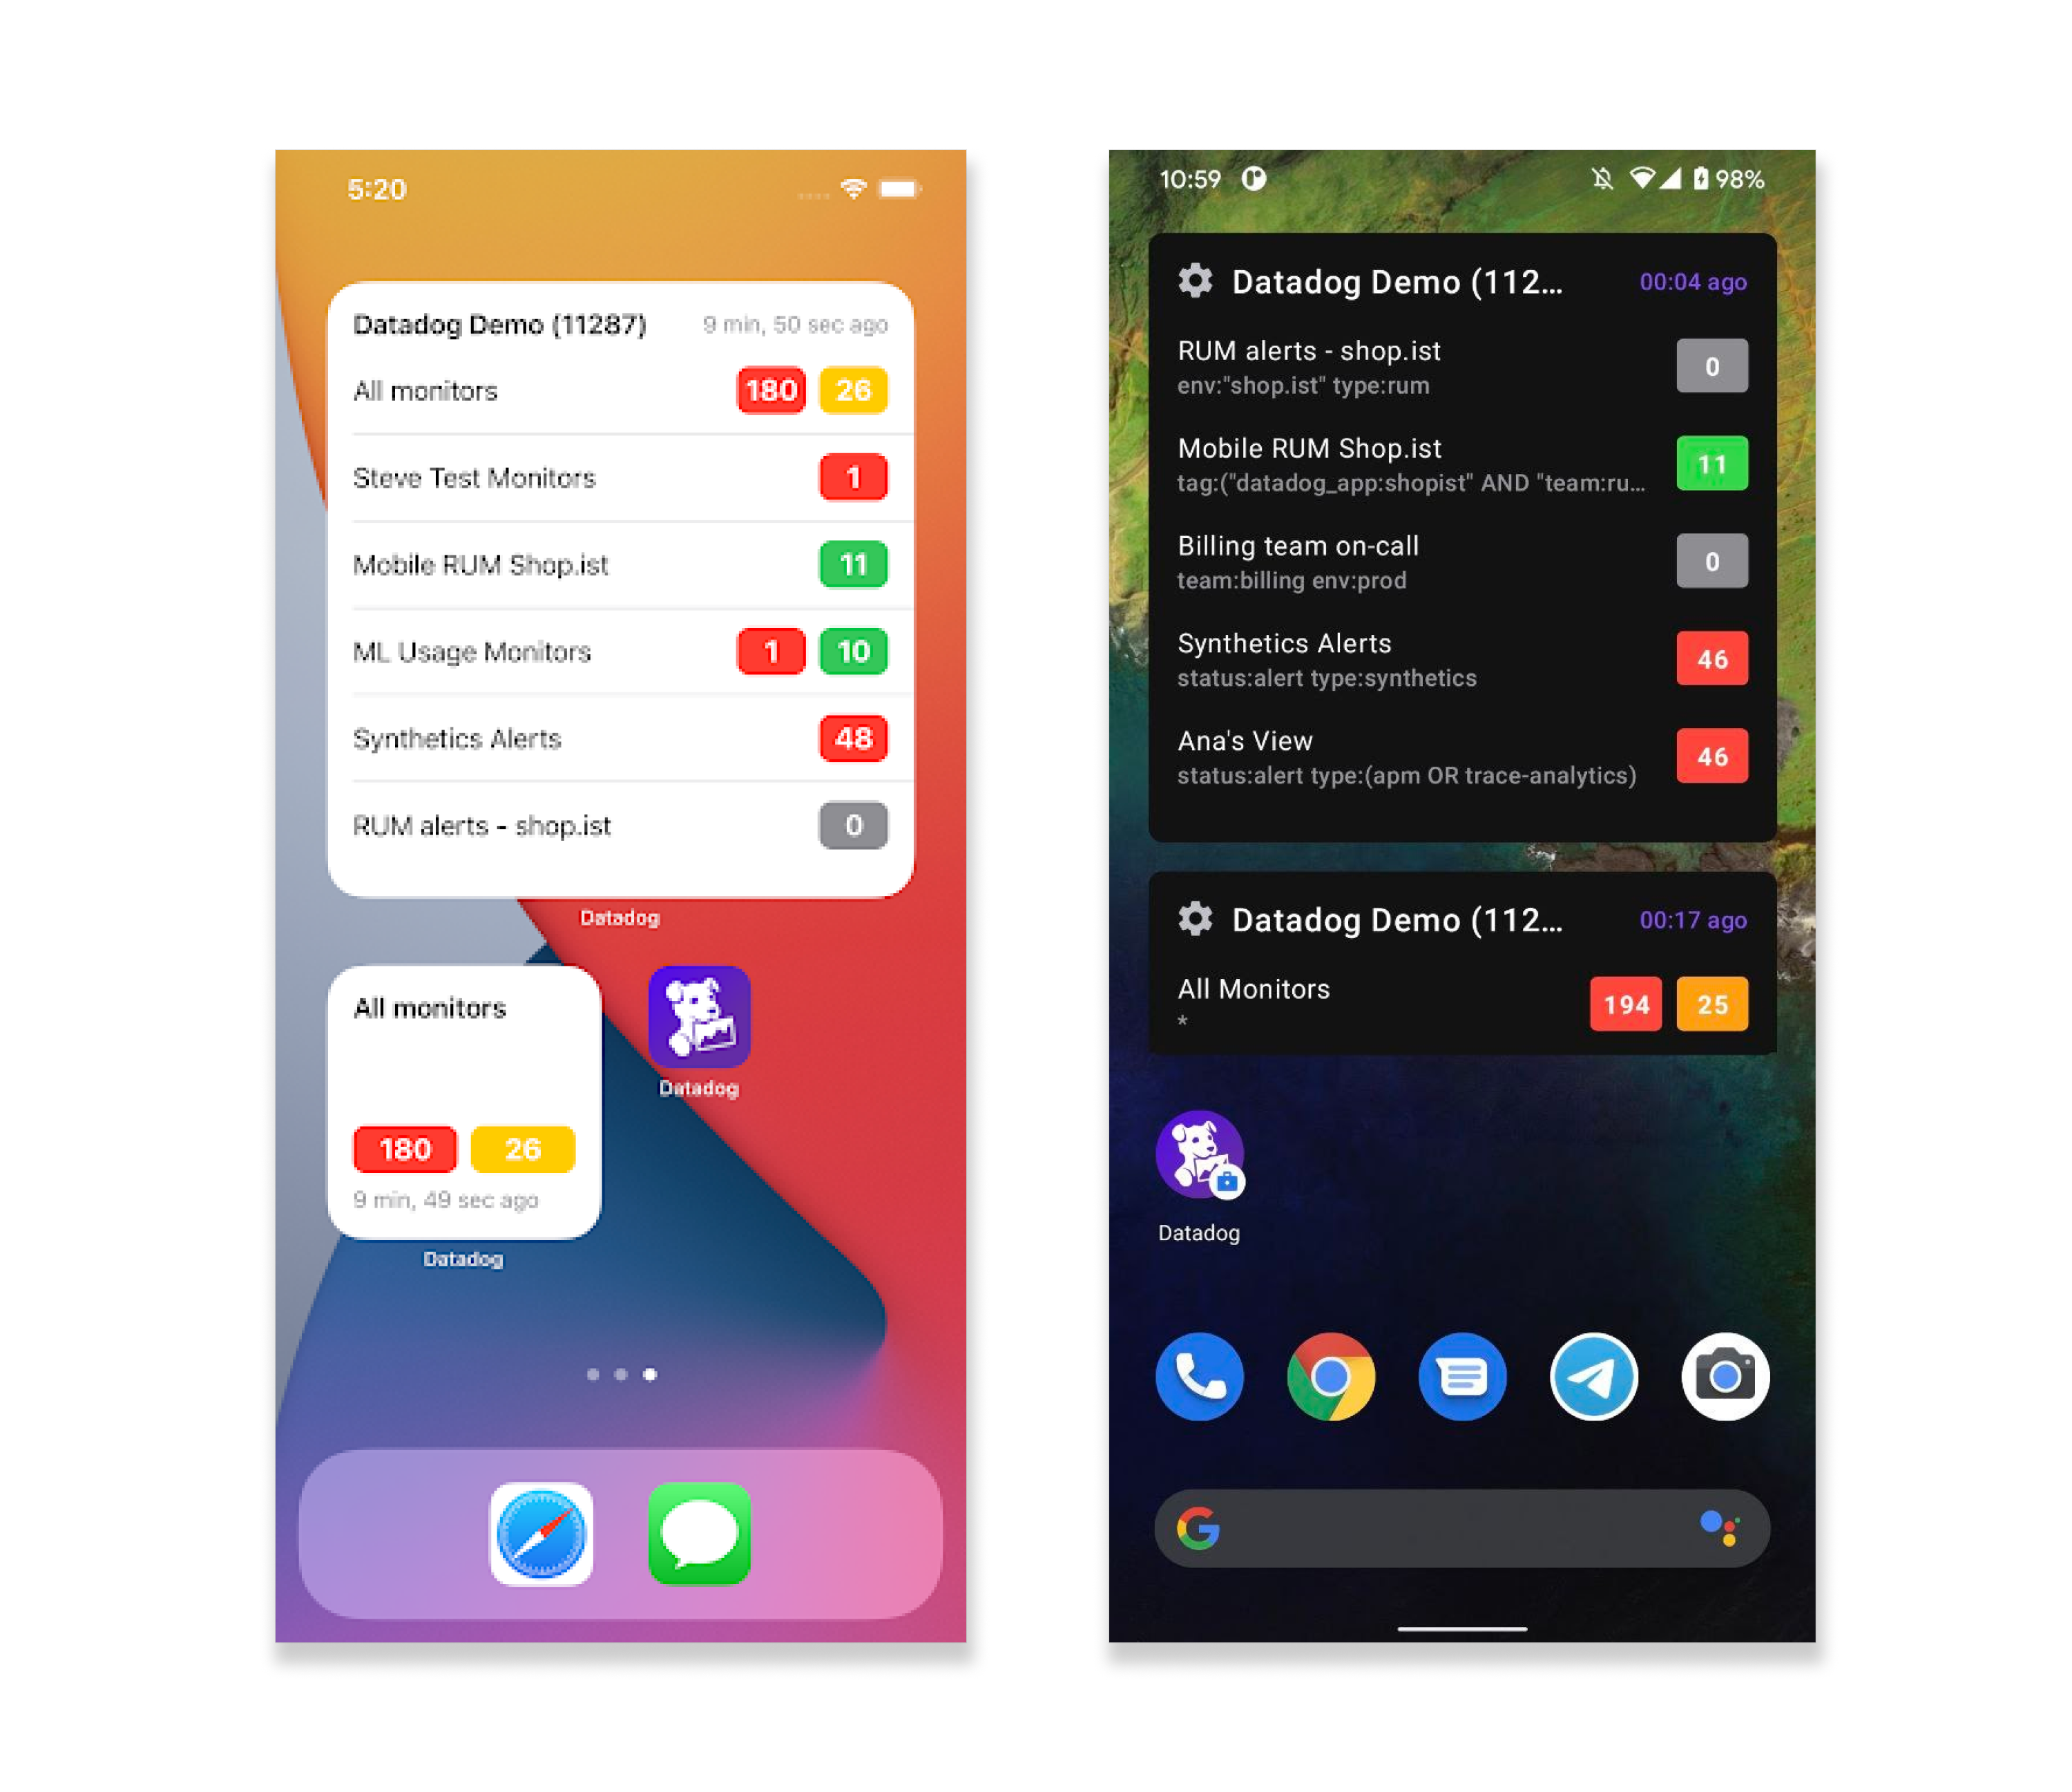 5:20
Datadog Demo (11287) 9 min, 50 sec ago
All monitors 180 26
Steve Test Monitors 1
Mobile RUM Shop.ist 11
ML Usage Monitors 1 10
Synthetics Alerts 48
RUM alerts - shop.ist 0
Datadog
All monitors
180 26
9 min, 49 sec ago
Datadog
Datadog
10:59 98%
Datadog Demo (112... 00:04 ago
RUM alerts - shop.ist 0
env:"shop.ist" type:rum
Mobile RUM Shop.ist 11
tag:("datadog_app:shopist" AND "team:ru...
Billing team on-call 0
team:billing env:prod
Synthetics Alerts 46
status:alert type:synthetics
Ana's View 46
status:alert type:(apm OR trace-analytics)
Datadog Demo (112... 00:17 ago
All Monitors 194 25
*
Datadog